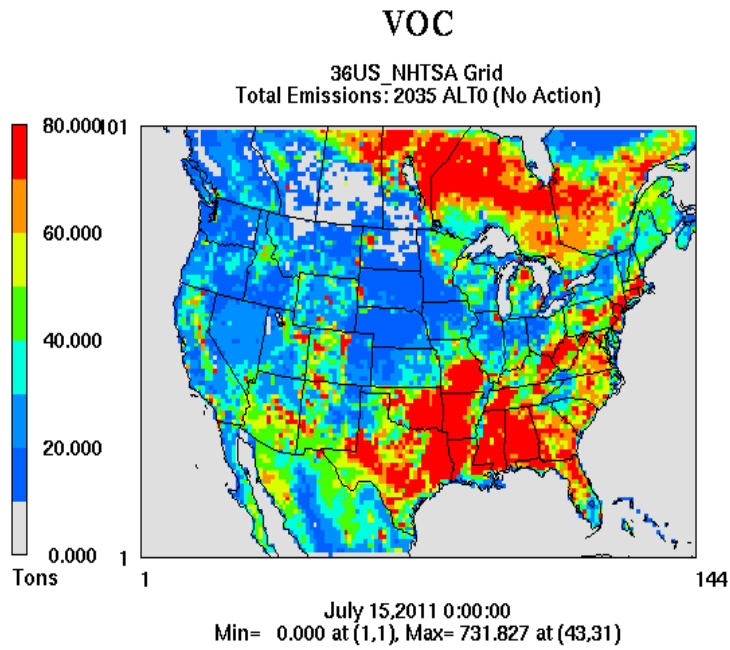 VOC
36US_NHTSA Grid
Total Emissions: 2035 ALT0 (No Action)
80.000
101
60.000
40.000
20.000
0.000
1
Tons
1
144
July 15,2011 0:00:00
Min= 0.000 at (1,1), Max= 731.827 at (43,31)